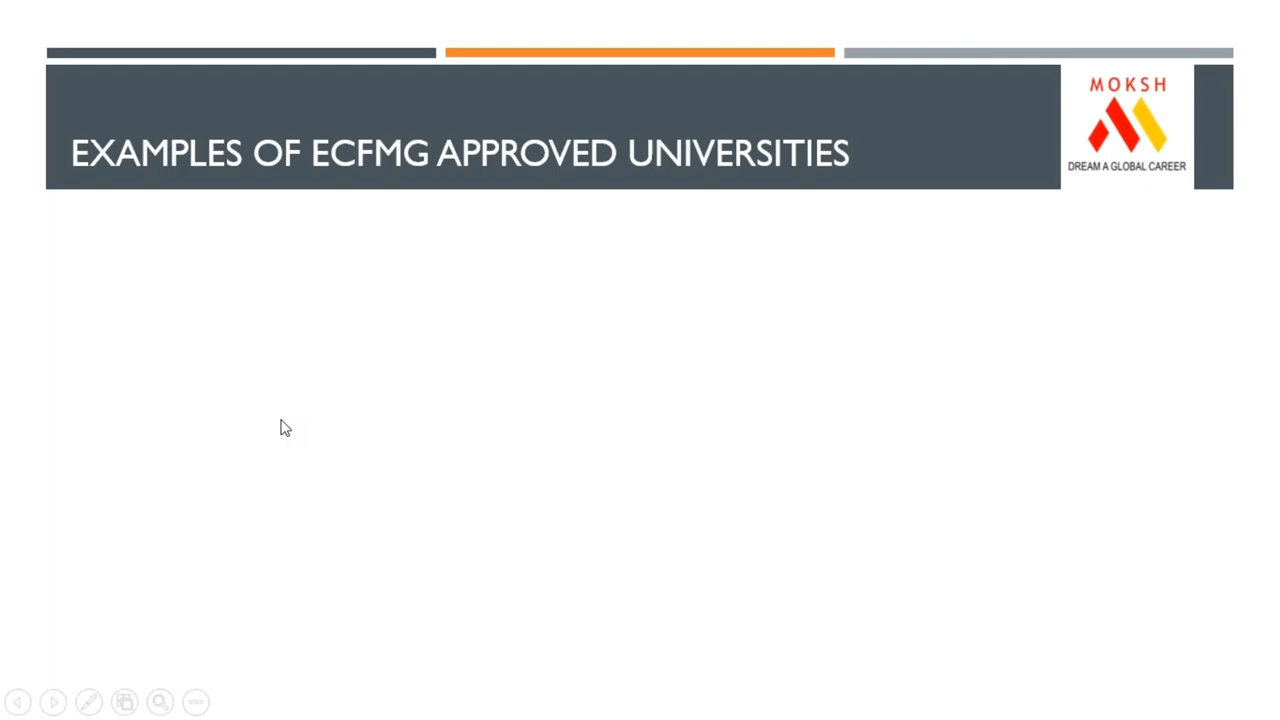 EXAMPLES OF ECFMG APPROVED UNIVERSITIES
MOKSH
DREAM A GLOBAL CAREER